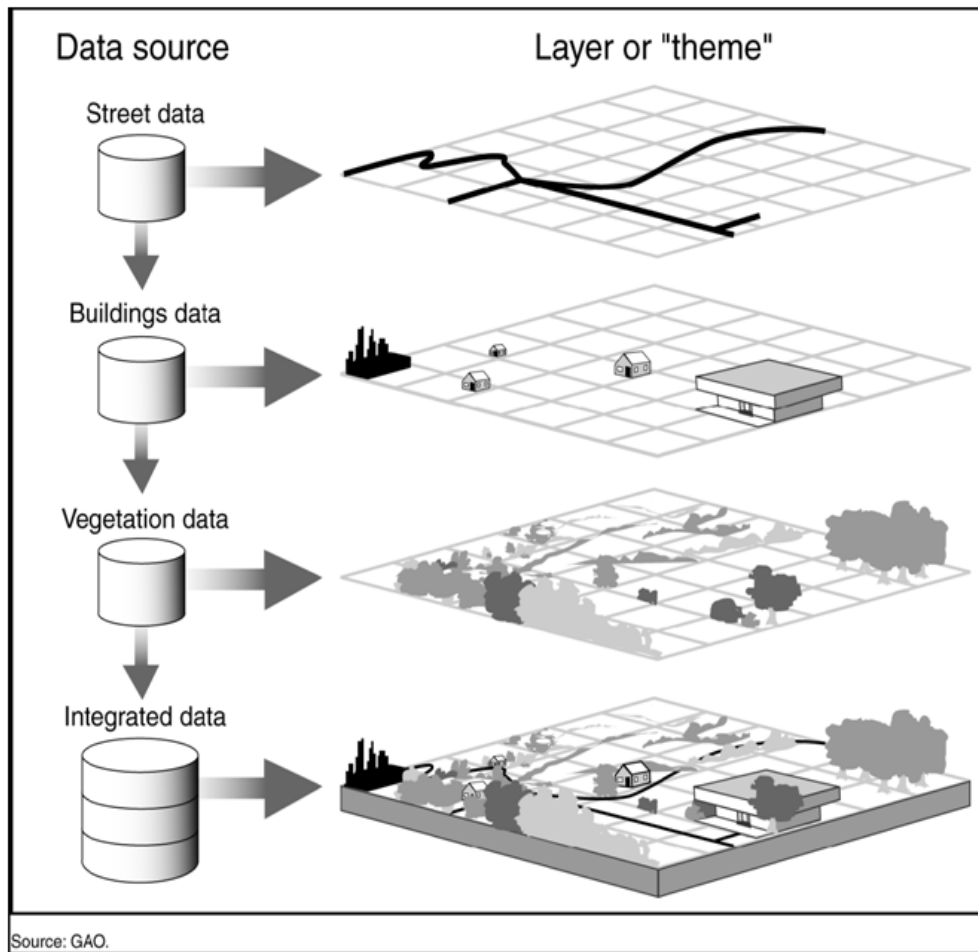 Data source
Layer or "theme"
Street data
Buildings data
Vegetation data
Integrated data
Source: GAO.